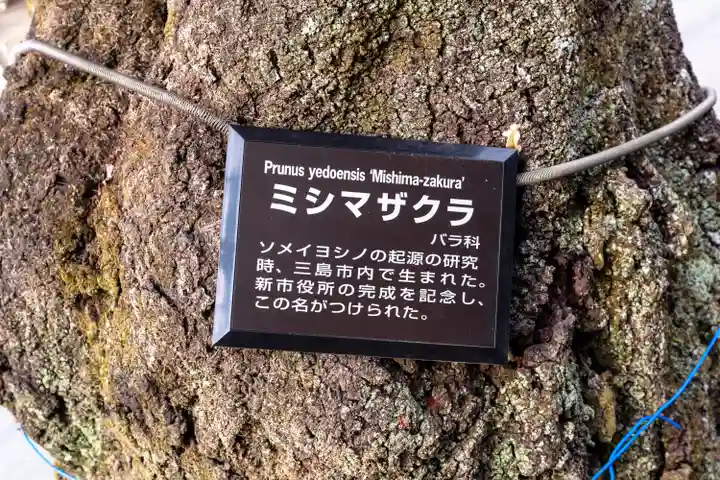 Prunus yedoensis ‘Mishima-zakura’
ミシマザクラ
バラ科
ソメイヨシノの起源の研究
時、三島市内で生まれた。
新市役所の完成を記念し、
この名がつけられた。